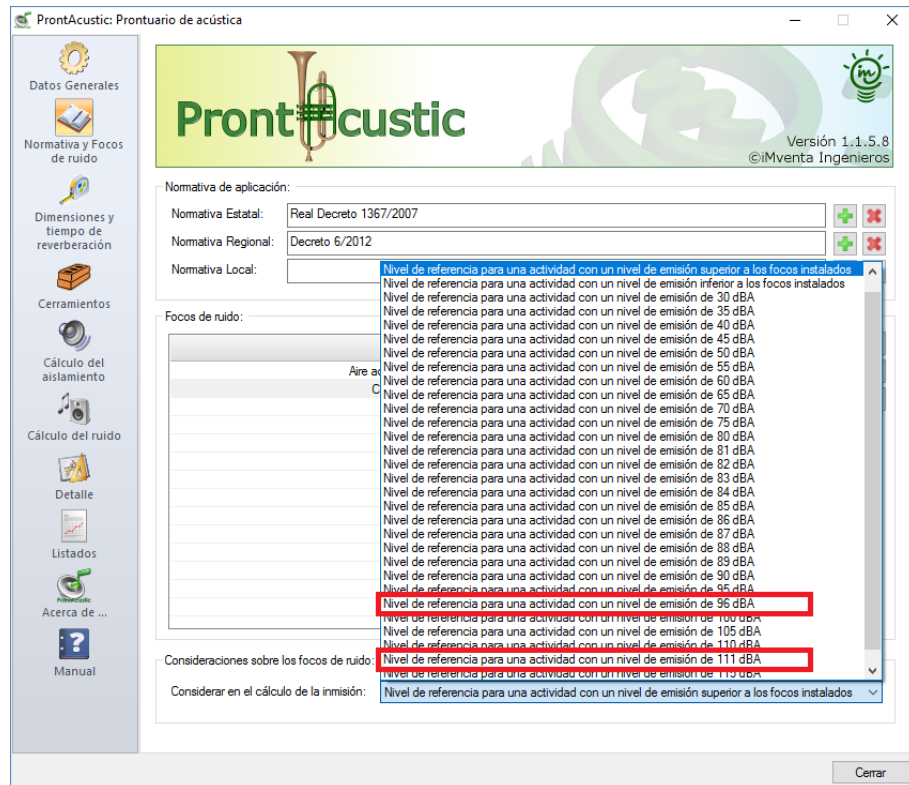 ProntAcustic: Prontuario de acústica
Datos Generales
Normativa y Focos
de ruido
Dimensiones y
tiempo de
reverberación
Cerramientos
Cálculo del
aislamiento
Cálculo del ruido
Detalle
Listados
ProntAcustic
Acerca de ...
Manual
ProntAcustic
Versión 1.1.5.8
©iMventa Ingenieros
Normativa de aplicación:
Normativa Estatal: Real Decreto 1367/2007
Normativa Regional: Decreto 6/2012
Normativa Local:
Focos de ruido:
Aire
C
Nivel de referencia para una actividad con un nivel de emisión superior a los focos instalados
Nivel de referencia para una actividad con un nivel de emisión inferior a los focos instalados
Nivel de referencia para una actividad con un nivel de emisión de 30 dBA
Nivel de referencia para una actividad con un nivel de emisión de 35 dBA
Nivel de referencia para una actividad con un nivel de emisión de 40 dBA
Nivel de referencia para una actividad con un nivel de emisión de 45 dBA
Nivel de referencia para una actividad con un nivel de emisión de 50 dBA
Nivel de referencia para una actividad con un nivel de emisión de 55 dBA
Nivel de referencia para una actividad con un nivel de emisión de 60 dBA
Nivel de referencia para una actividad con un nivel de emisión de 65 dBA
Nivel de referencia para una actividad con un nivel de emisión de 70 dBA
Nivel de referencia para una actividad con un nivel de emisión de 75 dBA
Nivel de referencia para una actividad con un nivel de emisión de 80 dBA
Nivel de referencia para una actividad con un nivel de emisión de 81 dBA
Nivel de referencia para una actividad con un nivel de emisión de 82 dBA
Nivel de referencia para una actividad con un nivel de emisión de 83 dBA
Nivel de referencia para una actividad con un nivel de emisión de 84 dBA
Nivel de referencia para una actividad con un nivel de emisión de 85 dBA
Nivel de referencia para una actividad con un nivel de emisión de 86 dBA
Nivel de referencia para una actividad con un nivel de emisión de 87 dBA
Nivel de referencia para una actividad con un nivel de emisión de 88 dBA
Nivel de referencia para una actividad con un nivel de emisión de 89 dBA
Nivel de referencia para una actividad con un nivel de emisión de 90 dBA
Nivel de referencia para una actividad con un nivel de emisión de 95 dBA
Nivel de referencia para una actividad con un nivel de emisión de 96 dBA
Nivel de referencia para una actividad con un nivel de emisión de 100 dBA
Nivel de referencia para una actividad con un nivel de emisión de 105 dBA
Nivel de referencia para una actividad con un nivel de emisión de 110 dBA
Nivel de referencia para una actividad con un nivel de emisión de 111 dBA
Nivel de referencia para una actividad con un nivel de emisión de 115 dBA
Consideraciones sobre los focos de ruido:
Considerar en el cálculo de la inmisión: Nivel de referencia para una actividad con un nivel de emisión superior a los focos instalados
Cerrar